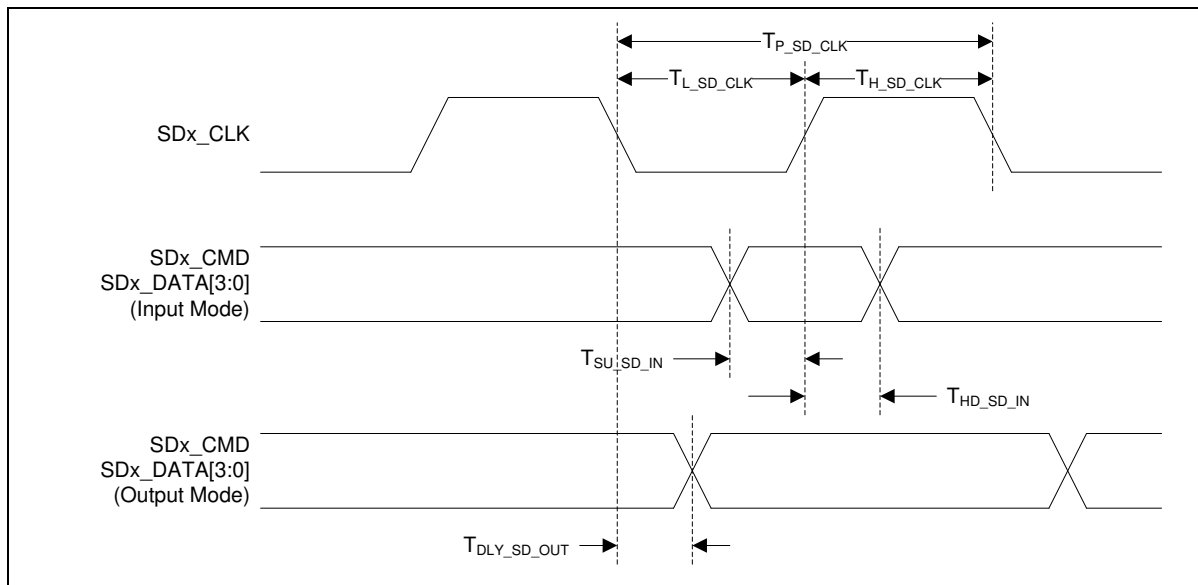 T_P_SD_CLK
T_L_SD_CLK
T_H_SD_CLK
SDx_CLK
SDx_CMD
SDx_DATA[3:0]
(Input Mode)
T_SU_SD_IN
T_HD_SD_IN
SDx_CMD
SDx_DATA[3:0]
(Output Mode)
T_DLY_SD_OUT